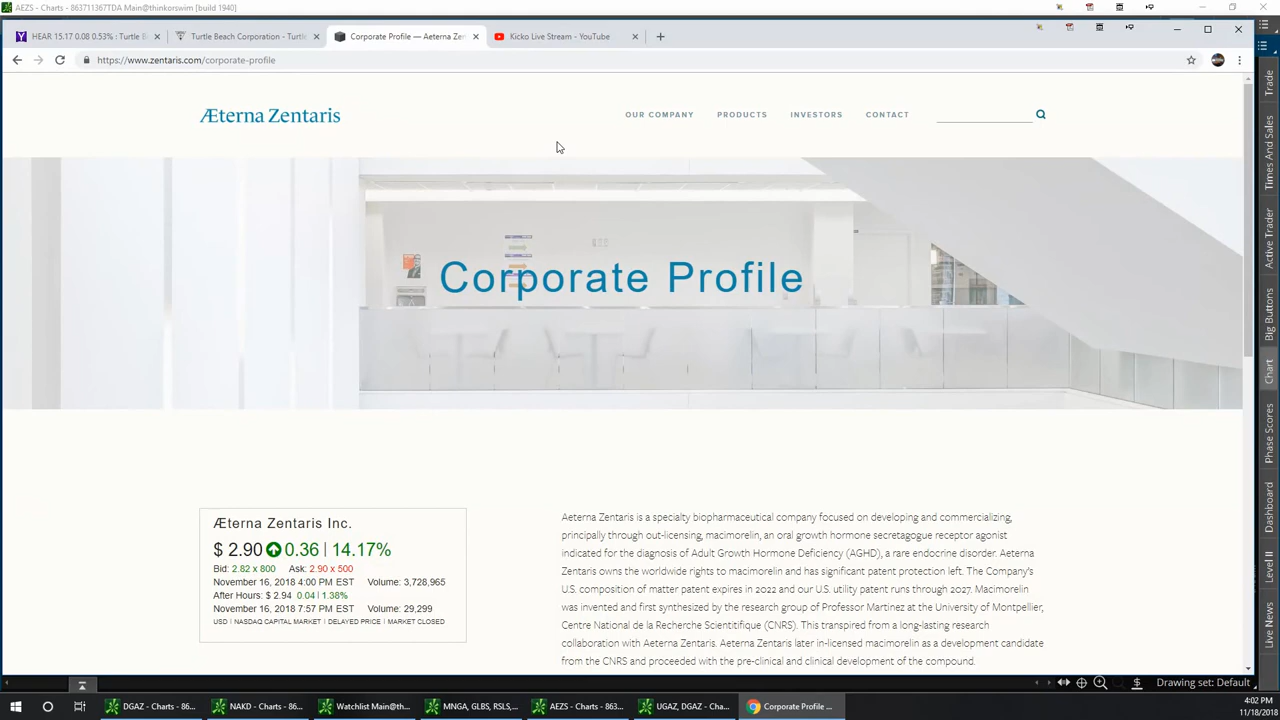 AEZS - Charts - 863711367TDA Main@thinkorswim [build 1940]
HEAR 15.17 0.08 0.53% : Turtle B
Turtle Beach Corporation - Turtle
Corporate Profile — Aeterna Zen
Kicko Live Stream - YouTube
https://www.zentaris.com/corporate-profile
Æterna Zentaris
OUR COMPANY PRODUCTS INVESTORS CONTACT
Corporate Profile
Æterna Zentaris Inc.
$ 2.90 0.36 | 14.17%
Bid: 2.82 x 800 Ask: 2.90 x 500
November 16, 2018 4:00 PM EST Volume: 3,728,965
After Hours: $ 2.94 0.04 | 1.38%
November 16, 2018 7:57 PM EST Volume: 29,299
USD | NASDAQ CAPITAL MARKET | DELAYED PRICE | MARKET CLOSED
Aeterna Zentaris is a specialty biopharmaceutical company focused on developing and commercializing,
principally through out-licensing, macimorelin, an oral growth hormone secretagogue receptor agonist
indicated for the diagnosis of Adult Growth Hormone Deficiency (AGHD), a rare endocrine disorder. Aeterna
Zentaris owns the worldwide rights to macimorelin and has significant patent protection left. The Company's
U.S. composition of matter patent expires in 2022 and our U.S. utility patent runs through 2027. Macimorelin
was invented and first synthesized by the research group of Professor Martinez at the University of Montpellier,
Centre National de la Recherche Scientifique (CNRS). This transpired from a long-lasting research
collaboration with Aeterna Zentaris. Aeterna Zentaris later in-licensed macimorelin as a development candidate
from the CNRS and proceeded with the pre-clinical and clinical development of the compound.
Trade
Times And Sales
Active Trader
Big Buttons
Chart
Phase Scores
Dashboard
Level II
Live News
$ Drawing set: Default
DGAZ - Charts - 86...
NAKD - Charts - 86...
Watchlist Main@th...
MNGA, GLBS, RSLS,...
Su - Charts - 863...
UGAZ, DGAZ, - Cha...
Corporate Profile ...
4:02 PM
11/18/2018